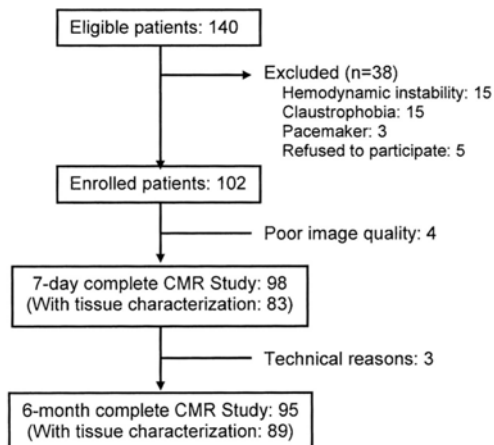 Eligible patients: 140
Excluded (n=38)
Hemodynamic instability: 15
Claustrophobia: 15
Pacemaker: 3
Refused to participate: 5
Enrolled patients: 102
Poor image quality: 4
7-day complete CMR Study: 98
(With tissue characterization: 83)
Technical reasons: 3
6-month complete CMR Study: 95
(With tissue characterization: 89)